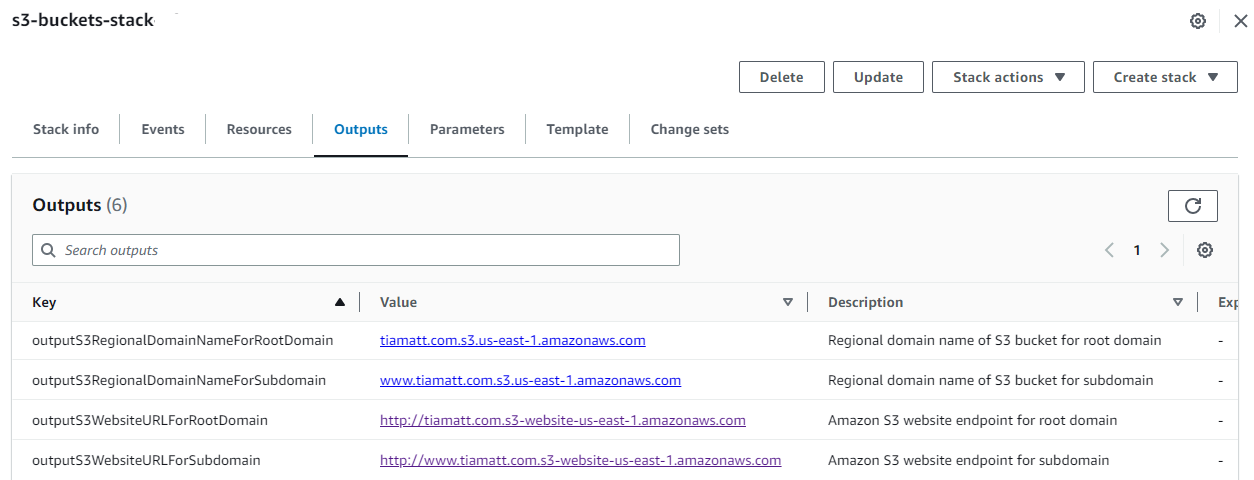 s3-buckets-stack
Delete Update Stack actions Create stack
Stack info Events Resources Outputs Parameters Template Change sets
Outputs (6)
Search outputs
1
Key Value Description
outputS3RegionalDomainNameForRootDomain tiamatt.com.s3.us-east-1.amazonaws.com Regional domain name of S3 bucket for root domain -
outputS3RegionalDomainNameForSubdomain www.tiamatt.com.s3.us-east-1.amazonaws.com Regional domain name of S3 bucket for subdomain -
outputS3WebsiteURLForRootDomain http://tiamatt.com.s3-website-us-east-1.amazonaws.com Amazon S3 website endpoint for root domain -
outputS3WebsiteURLForSubdomain http://www.tiamatt.com.s3-website-us-east-1.amazonaws.com Amazon S3 website endpoint for subdomain -